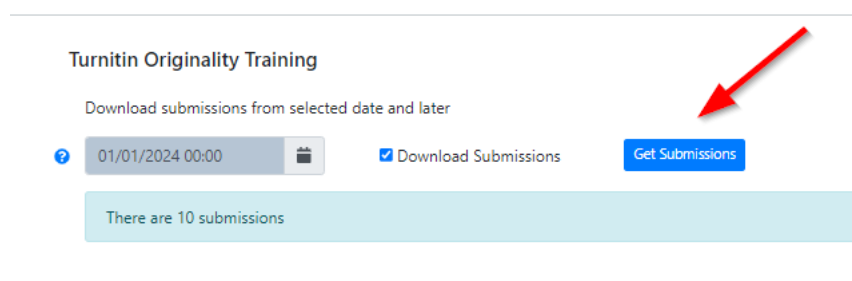 Turnitin Originality Training
Download submissions from selected date and later
01/01/2024 00:00
Download Submissions
Get Submissions
There are 10 submissions